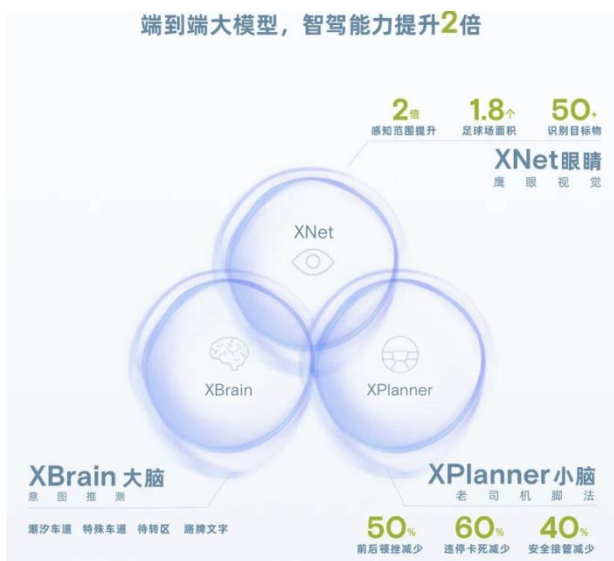 端到端大模型，智驾能力提升2倍
2倍 1.8个 50+
感知范围提升 足球场面积 识别目标物
XNet眼睛
鹰眼视觉
XNet
XBrain
XPlanner
XBrain 大脑
意图推测
潮汐车道 特殊车道 待转区 路牌文字
XPlanner小脑
老司机脚法
50% 60% 40%
前后顿挫减少 违停卡死减少 安全接管减少